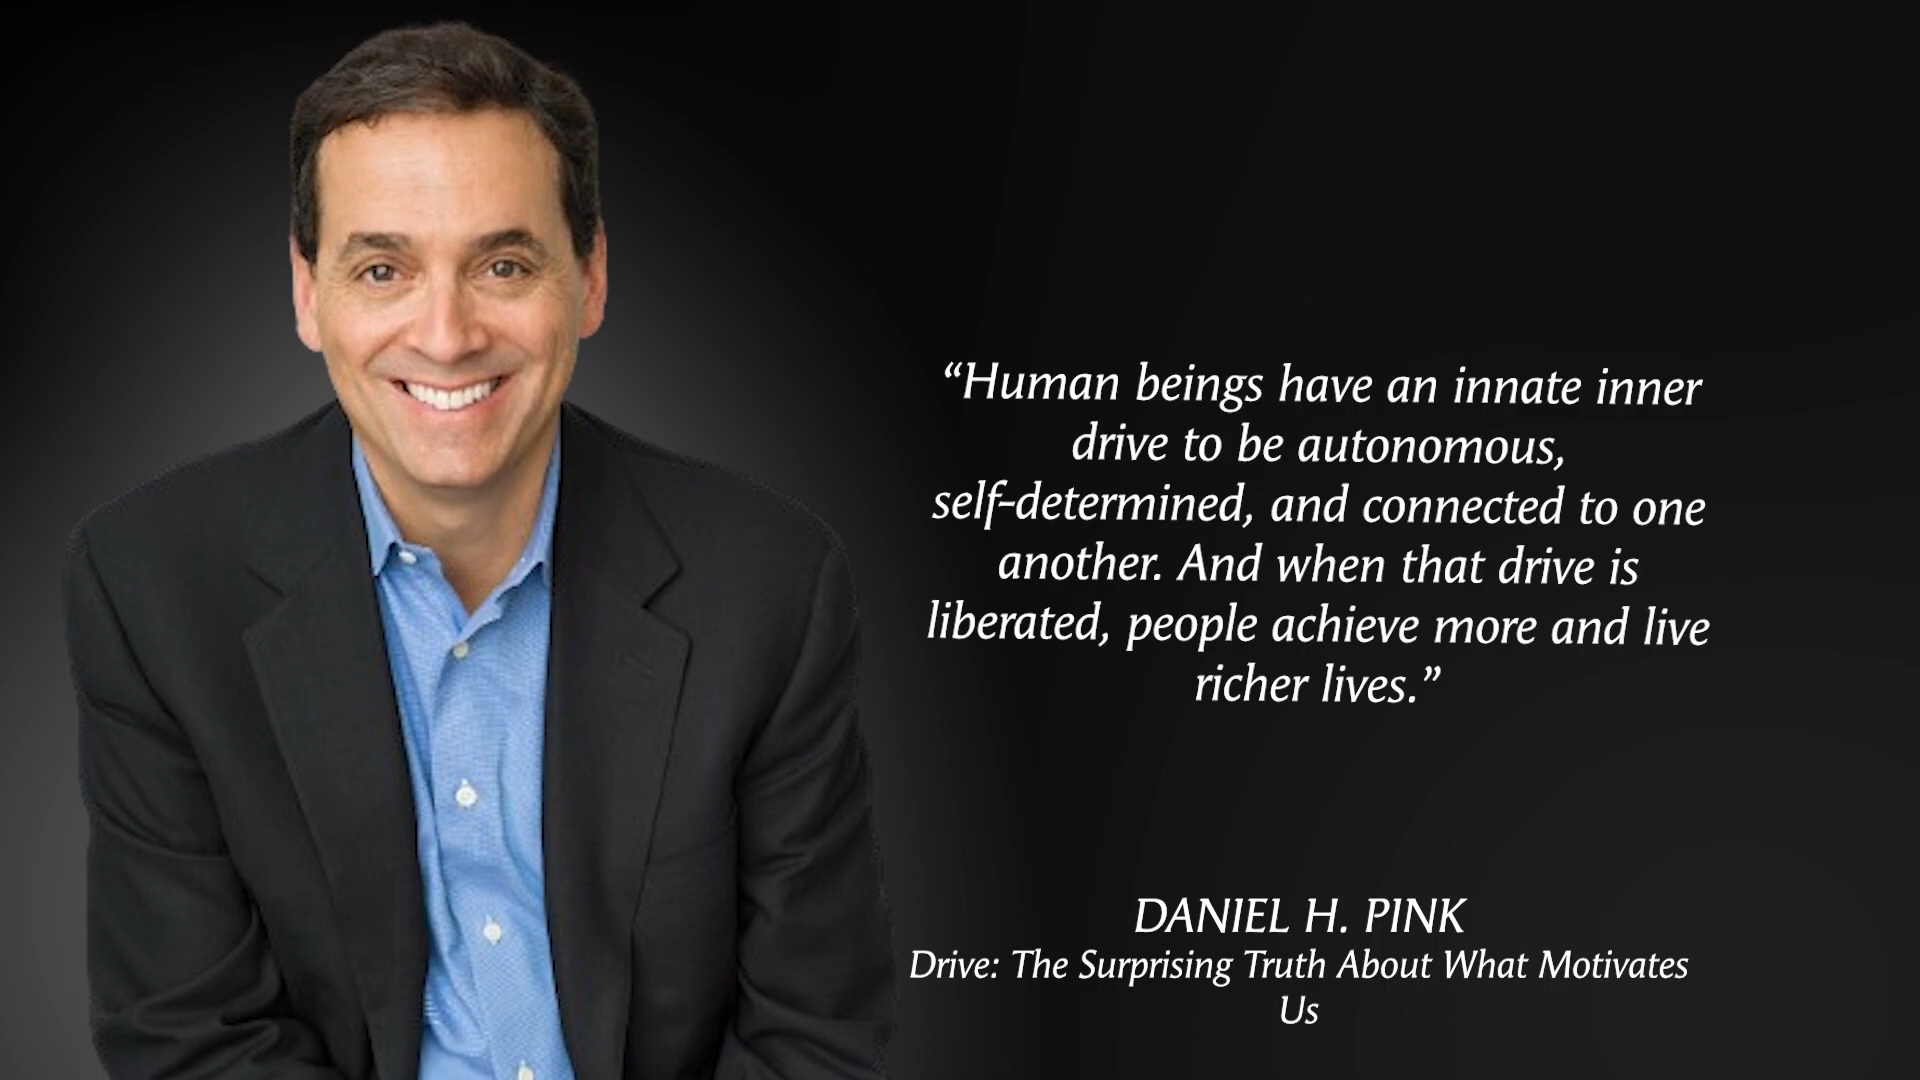 “Human beings have an innate inner
drive to be autonomous,
self-determined, and connected to one
another. And when that drive is
liberated, people achieve more and live
richer lives.”
DANIEL H. PINK
Drive: The Surprising Truth About What Motivates
Us